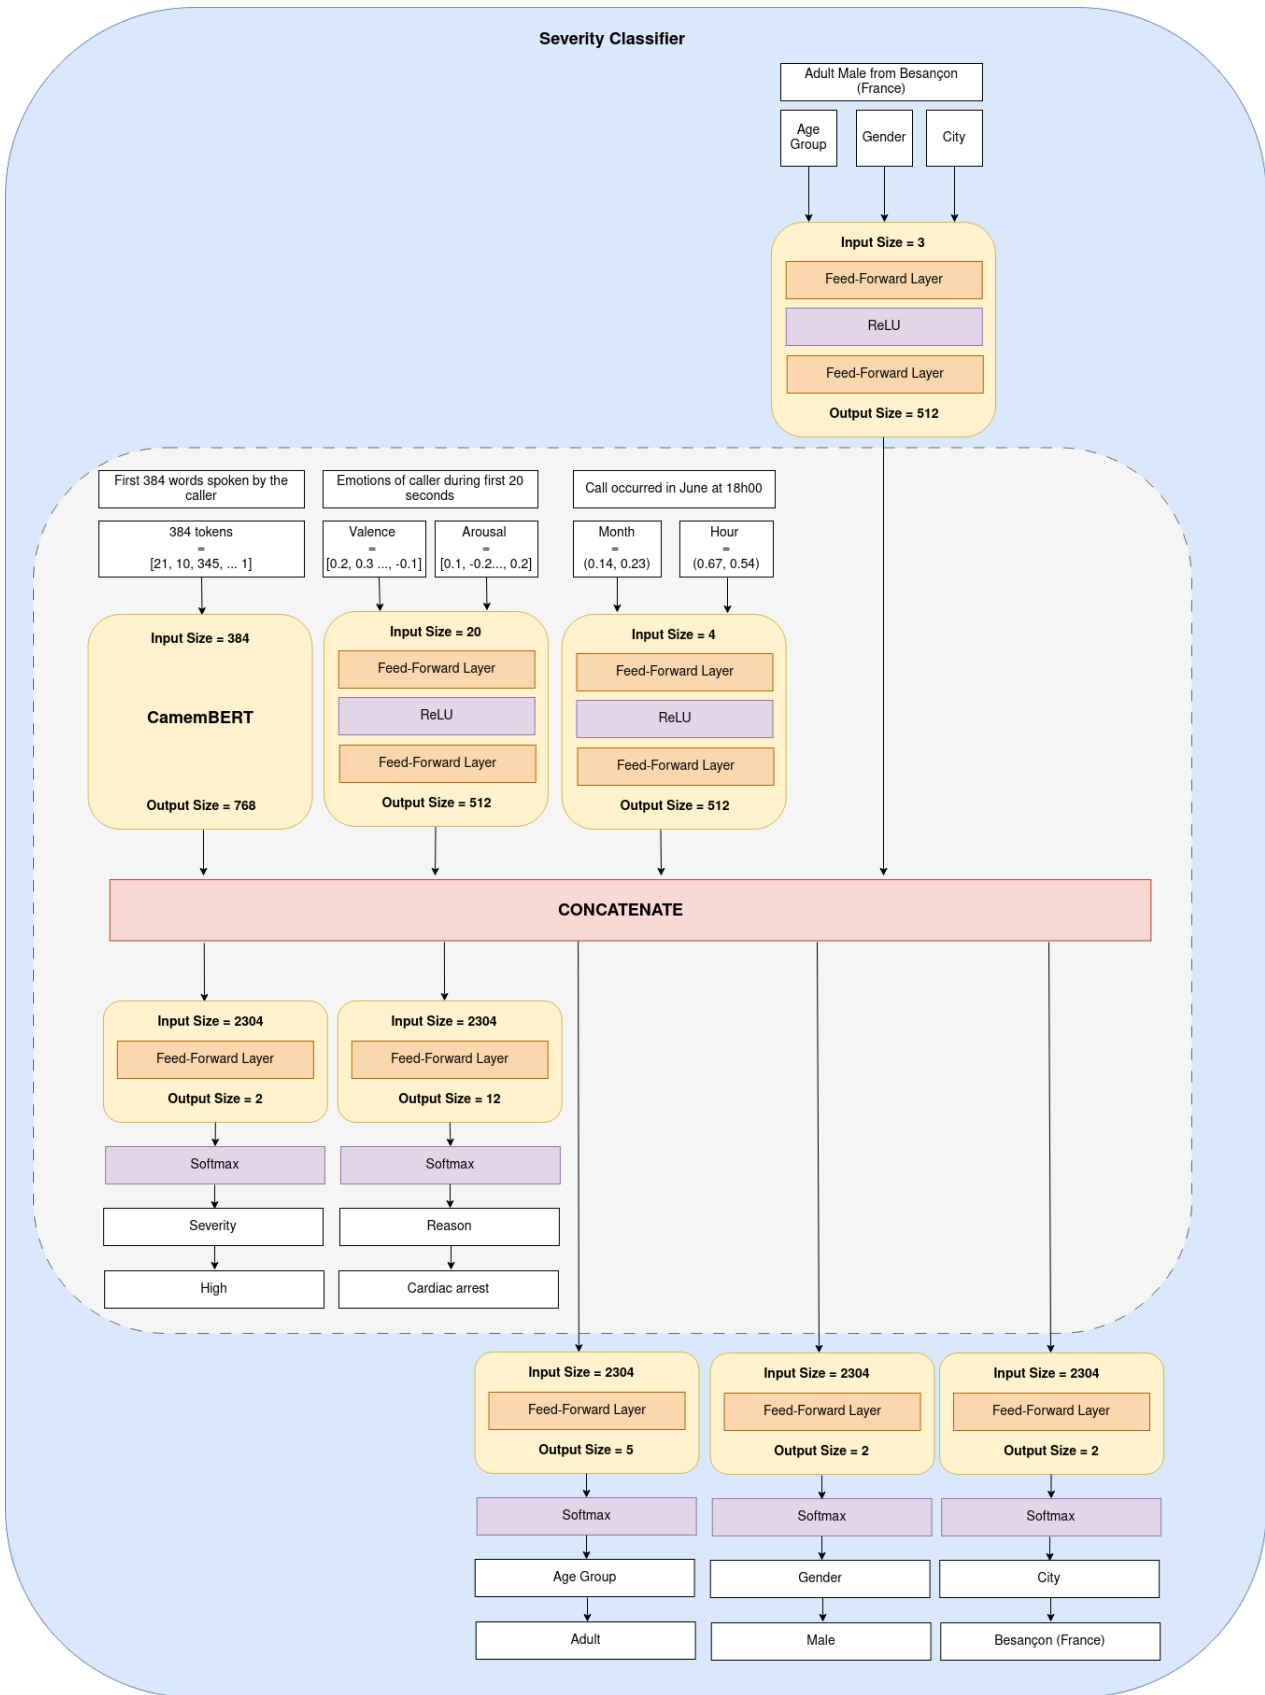 Severity Classifier
Adult Male from Besançon
(France)
Age
Group
Gender
City
Input Size = 3
Feed-Forward Layer
ReLU
Feed-Forward Layer
Output Size = 512
First 384 words spoken by the
caller
Emotions of caller during first 20
seconds
Call occurred in June at 18h00
384 tokens
=
[21, 10, 345, ... 1]
Valence
=
[0.2, 0.3 ..., -0.1]
Arousal
=
[0.1, -0.2..., 0.2]
Month
=
(0.14, 0.23)
Hour
=
(0.67, 0.54)
Input Size = 384
CamemBERT
Output Size = 768
Input Size = 20
Feed-Forward Layer
ReLU
Feed-Forward Layer
Output Size = 512
Input Size = 4
Feed-Forward Layer
ReLU
Feed-Forward Layer
Output Size = 512
CONCATENATE
Input Size = 2304
Feed-Forward Layer
Output Size = 2
Softmax
Severity
High
Input Size = 2304
Feed-Forward Layer
Output Size = 12
Softmax
Reason
Cardiac arrest
Input Size = 2304
Feed-Forward Layer
Output Size = 5
Softmax
Age Group
Adult
Input Size = 2304
Feed-Forward Layer
Output Size = 2
Softmax
Gender
Male
Input Size = 2304
Feed-Forward Layer
Output Size = 2
Softmax
City
Besançon (France)